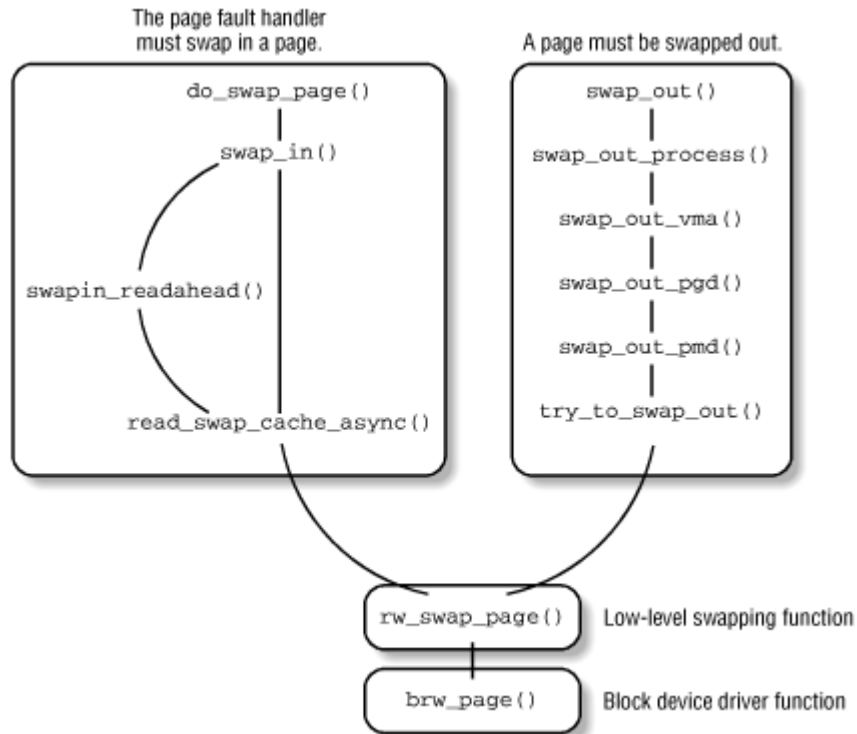 The page fault handler
must swap in a page.
do_swap_page()
swap_in()
swapin_readahead()
read_swap_cache_async()
A page must be swapped out.
swap_out()
swap_out_process()
swap_out_vma()
swap_out_pgd()
swap_out_pmd()
try_to_swap_out()
rw_swap_page()
Low-level swapping function
brw_page()
Block device driver function